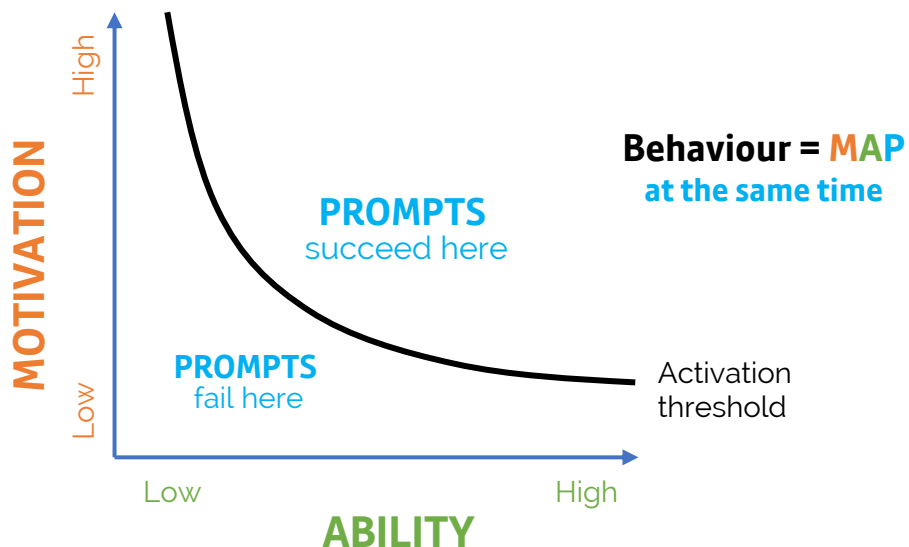 High
MOTIVATION
Low
Behaviour = MAP
at the same time
PROMPTS
succeed here
PROMPTS
fail here
Activation
threshold
Low
High
ABILITY